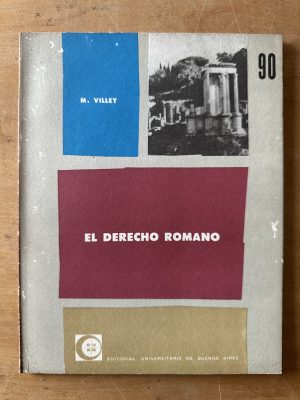 90
M. VILLEY
EL DERECHO ROMANO
EDITORIAL UNIVERSITARIA DE BUENOS AIRES